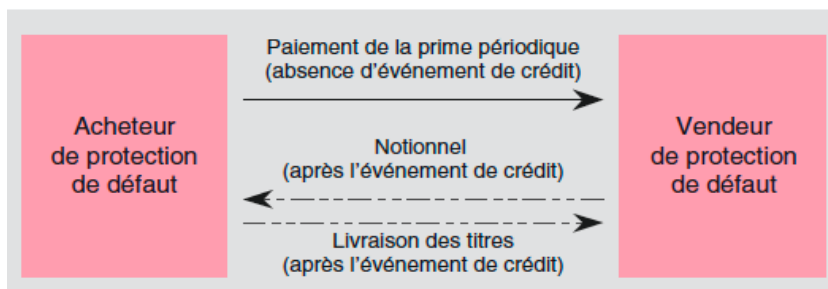 Acheteur
de protection
de défaut
Paiement de la prime périodique
(absence d'événement de crédit)
Notionnel
(après l'événement de crédit)
Livraison des titres
(après l'événement de crédit)
Vendeur
de protection
de défaut